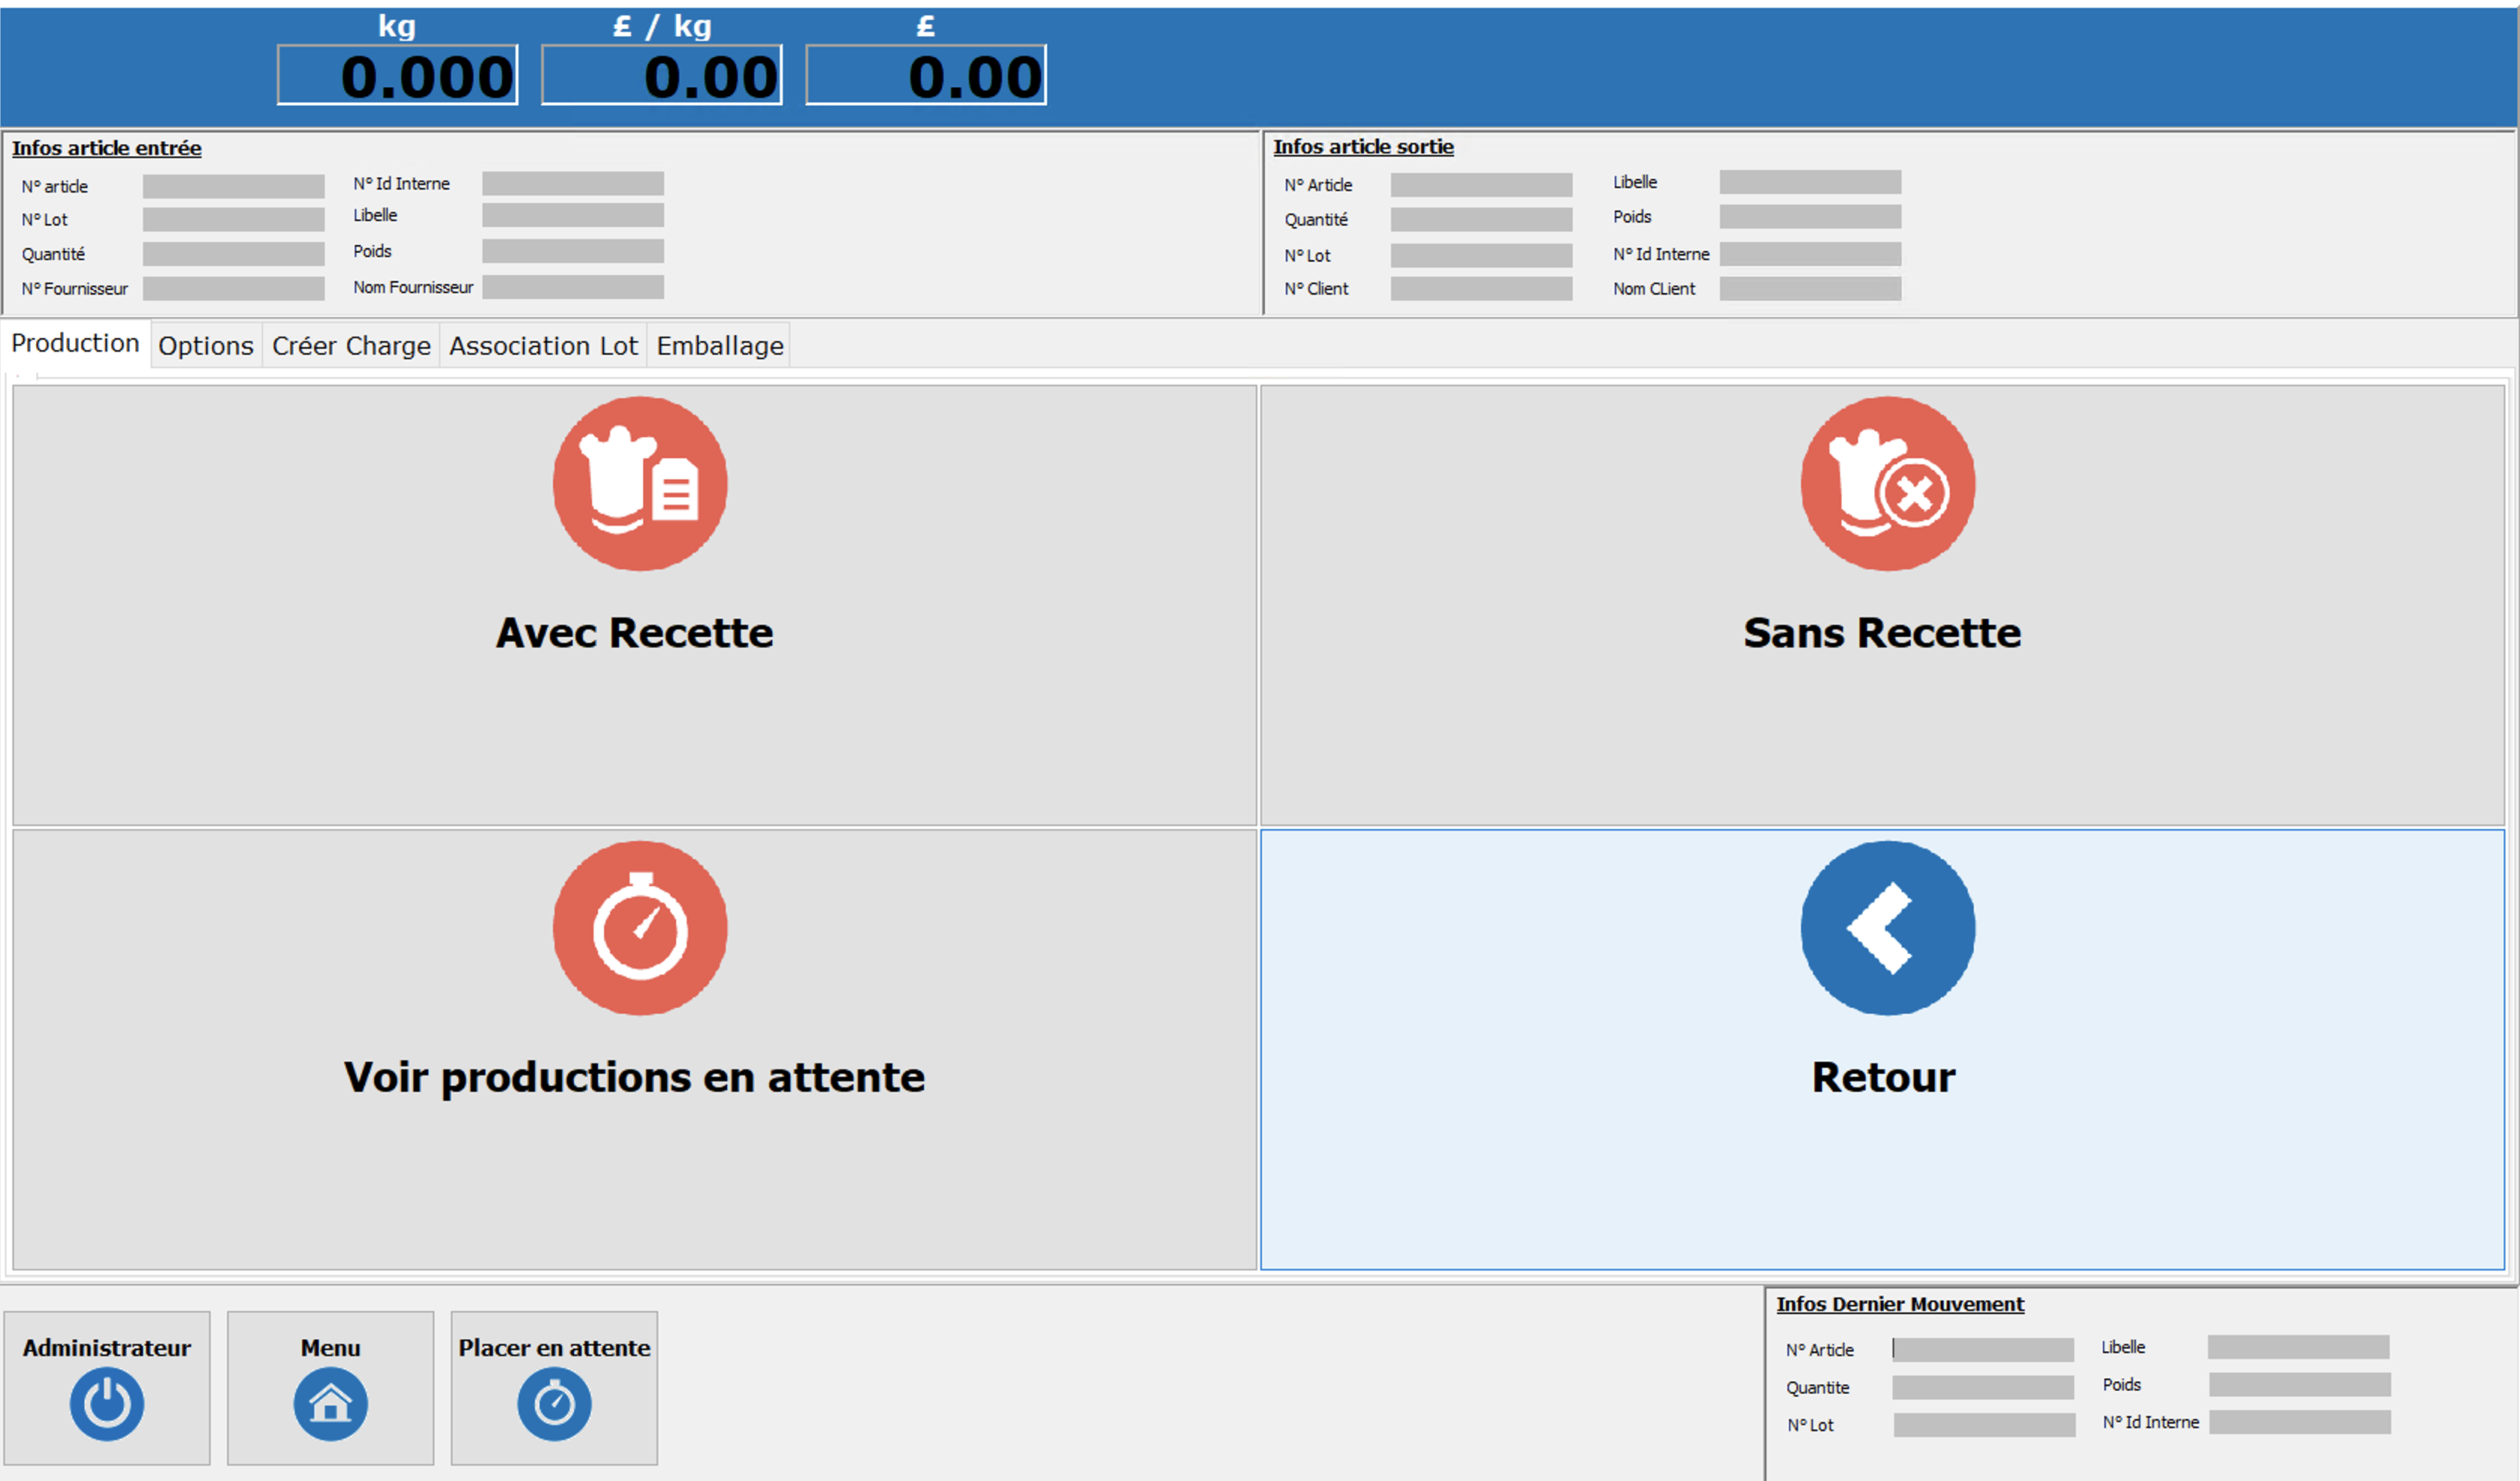 kg
£ / kg
£
0.000
0.00
0.00
Infos article entrée
N° article
N° Id Interne
N° Lot
Libelle
Quantité
Poids
N° Fournisseur
Nom Fournisseur
Infos article sortie
N° Article
Libelle
Quantité
Poids
N° Lot
N° Id Interne
N° Client
Nom CLient
Production
Options
Créer Charge
Association Lot
Emballage
Avec Recette
Sans Recette
Voir productions en attente
Retour
Administrateur
Menu
Placer en attente
Infos Dernier Mouvement
N° Article
Libelle
Quantite
Poids
N° Lot
N° Id Interne